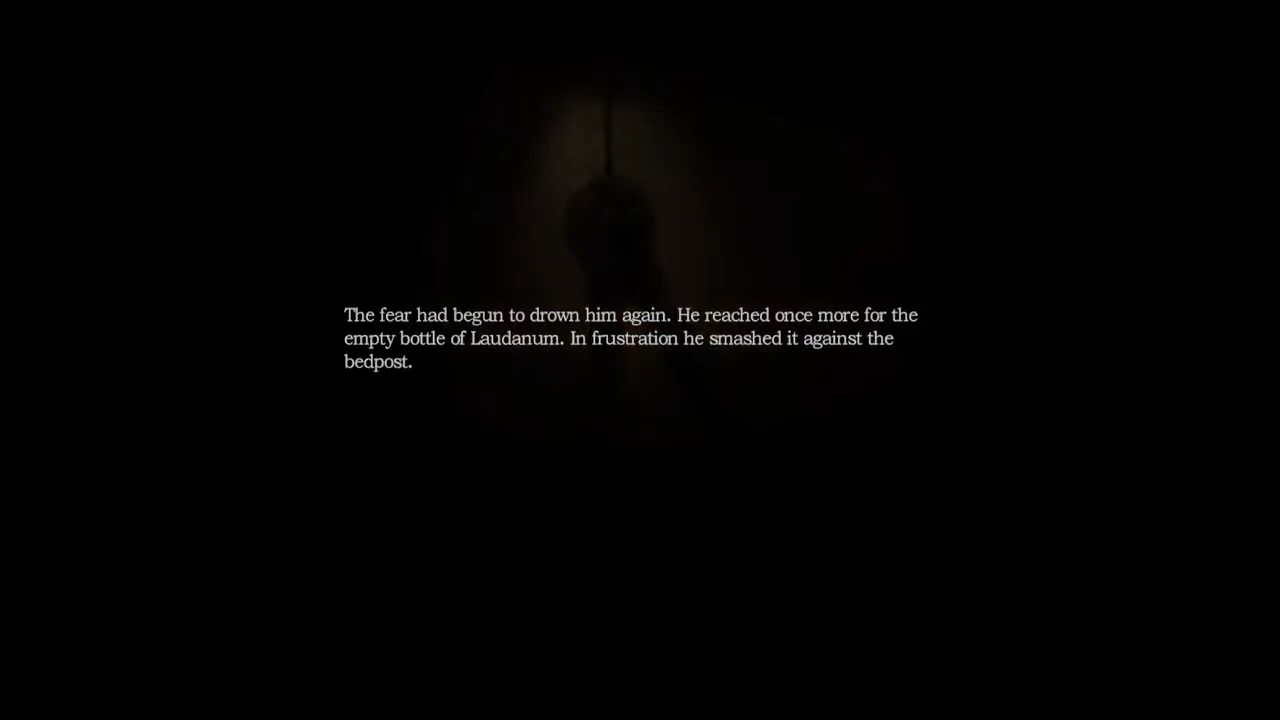 The fear had begun to drown him again. He reached once more for the
empty bottle of Laudanum. In frustration he smashed it against the
bedpost.